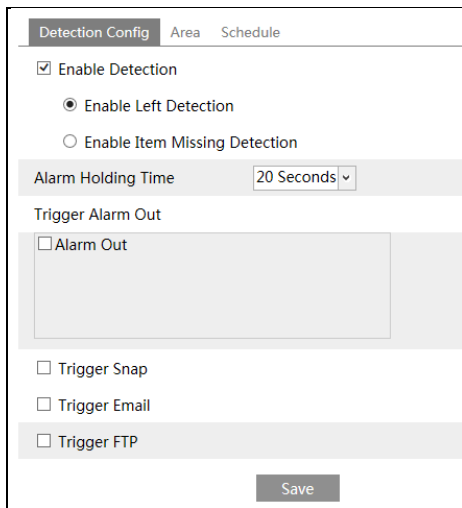 Detection Config Area Schedule
Enable Detection
Enable Left Detection
Enable Item Missing Detection
Alarm Holding Time 20 Seconds
Trigger Alarm Out
Alarm Out
Trigger Snap
Trigger Email
Trigger FTP
Save